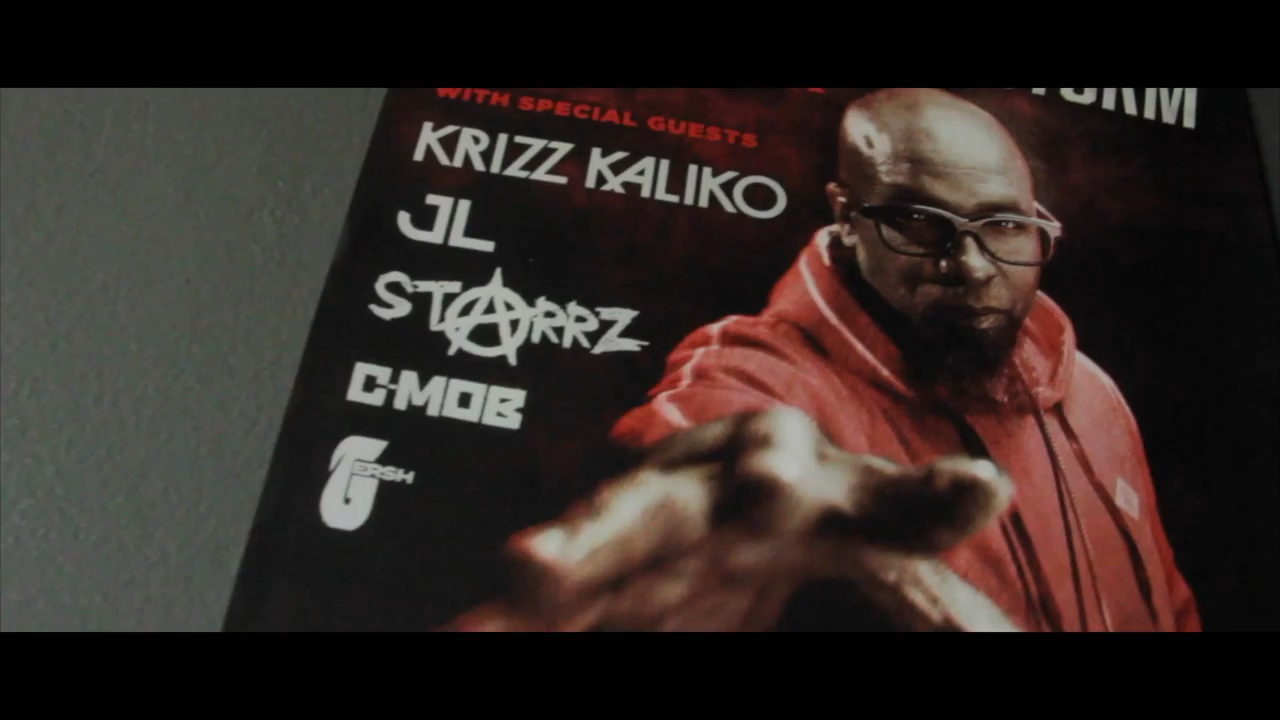 WITH SPECIAL GUESTS
KRIZZ KALIKO
JL
STARRZ
C-MOB
GERSH